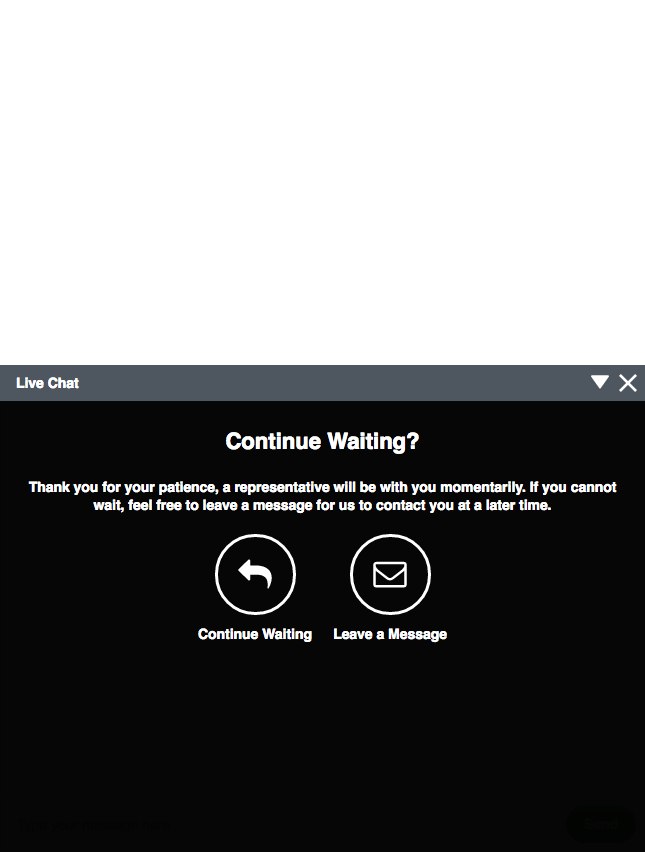 Live Chat
Continue Waiting?
Thank you for your patience, a representative will be with you momentarily. If you cannot
wait, feel free to leave a message for us to contact you at a later time.
Continue Waiting
Leave a Message